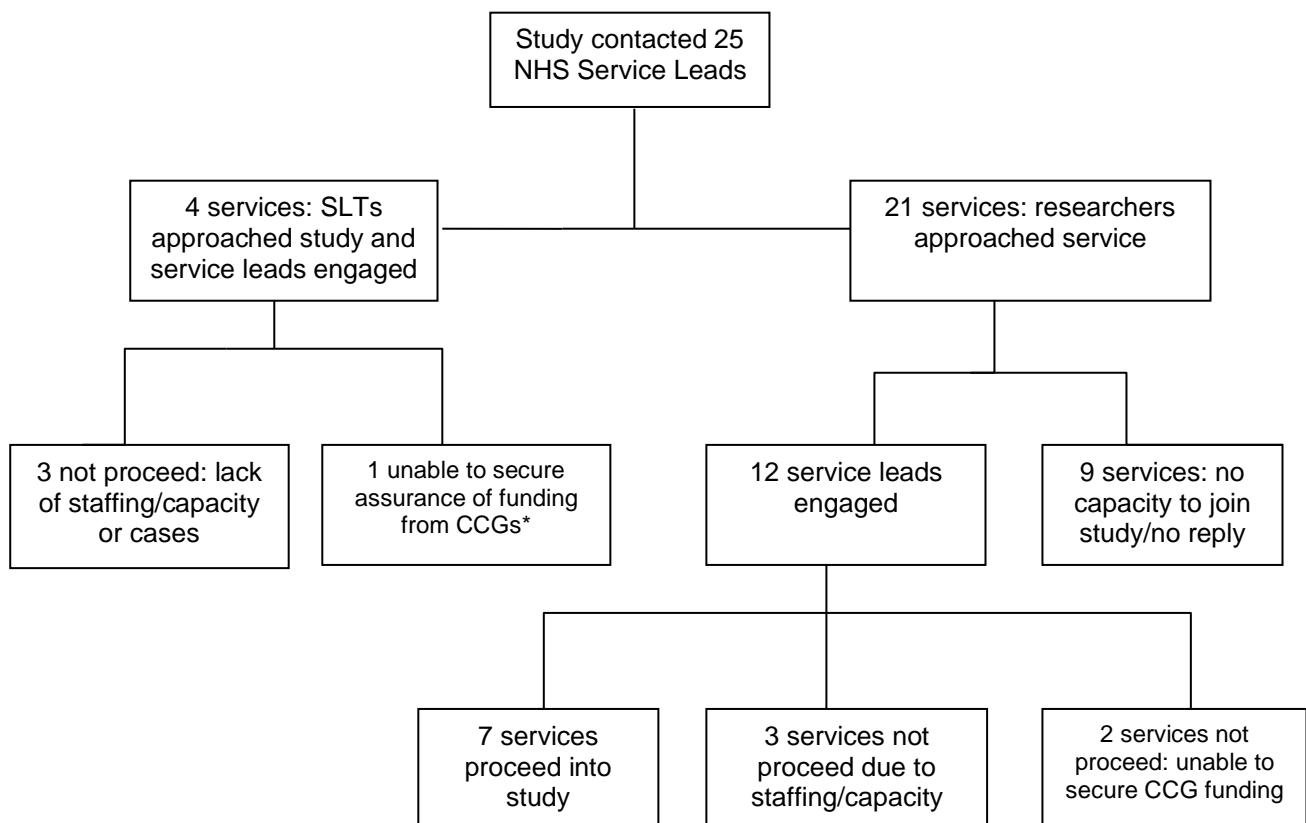 Study contacted 25
NHS Service Leads
4 services: SLTs
approached study and
service leads engaged
21 services: researchers
approached service
3 not proceed: lack
of staffing/capacity
or cases
1 unable to secure
assurance of funding
from CCGs*
12 service leads
engaged
9 services: no
capacity to join
study/no reply
7 services
proceed into
study
3 services not
proceed due to
staffing/capacity
2 services not
proceed: unable to
secure CCG funding